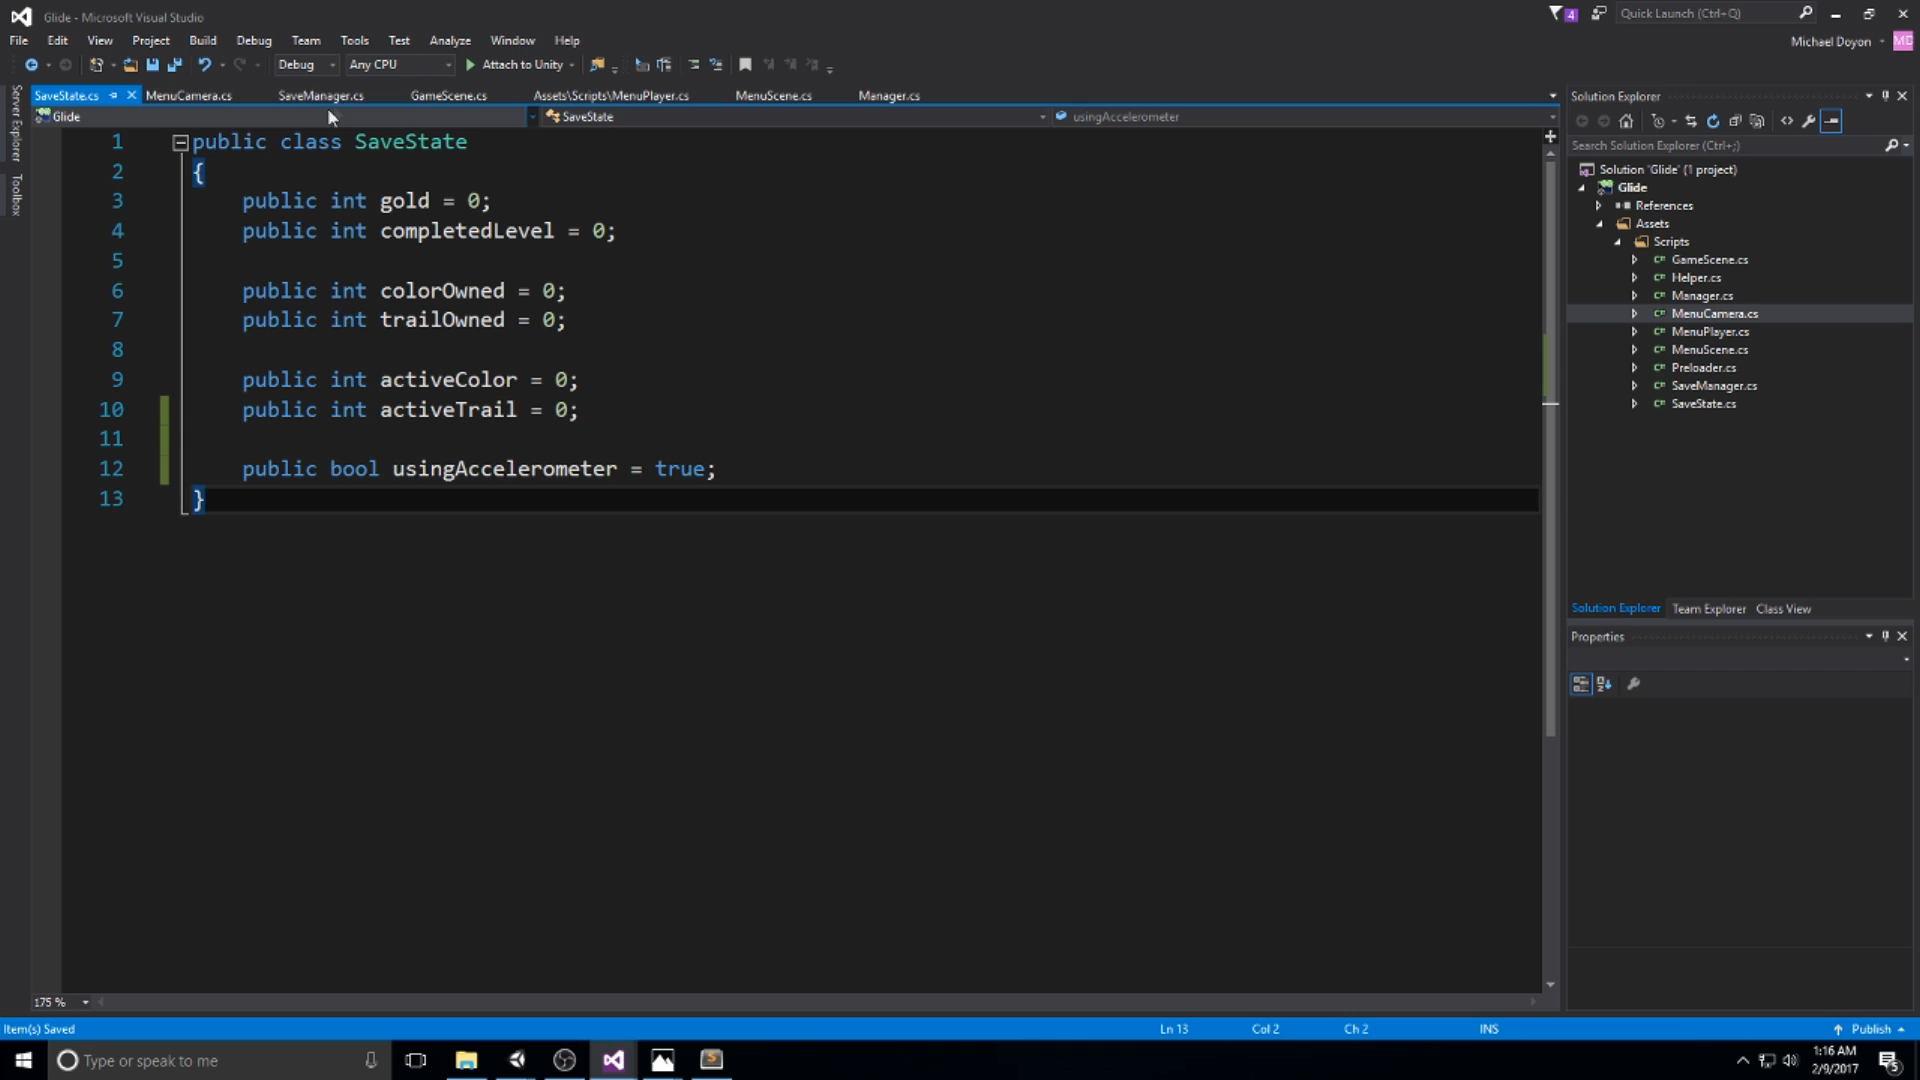 Glide - Microsoft Visual Studio
4
Quick Launch (Ctrl+Q)
File Edit View Project Build Debug Team Tools Test Analyze Window Help
Michael Doyon
MD
Debug Any CPU Attach to Unity
Server Explorer
Toolbox
SaveState.cs MenuCamera.cs SaveManager.cs GameScene.cs Assets\Scripts\MenuPlayer.cs MenuScene.cs Manager.cs
Glide SaveState usingAccelerometer
1 public class SaveState
2 {
3 public int gold = 0;
4 public int completedLevel = 0;
5
6 public int colorOwned = 0;
7 public int trailOwned = 0;
8
9 public int activeColor = 0;
10 public int activeTrail = 0;
11
12 public bool usingAccelerometer = true;
13 }
175 %
Solution Explorer
Search Solution Explorer (Ctrl+;)
Solution 'Glide' (1 project)
Glide
References
Assets
Scripts
C# GameScene.cs
C# Helper.cs
C# Manager.cs
C# MenuCamera.cs
C# MenuPlayer.cs
C# MenuScene.cs
C# Preloader.cs
C# SaveManager.cs
C# SaveState.cs
Solution Explorer Team Explorer Class View
Properties
Item(s) Saved Ln 13 Col 2 Ch 2 INS Publish
Type or speak to me
1:16 AM
2/9/2017
5